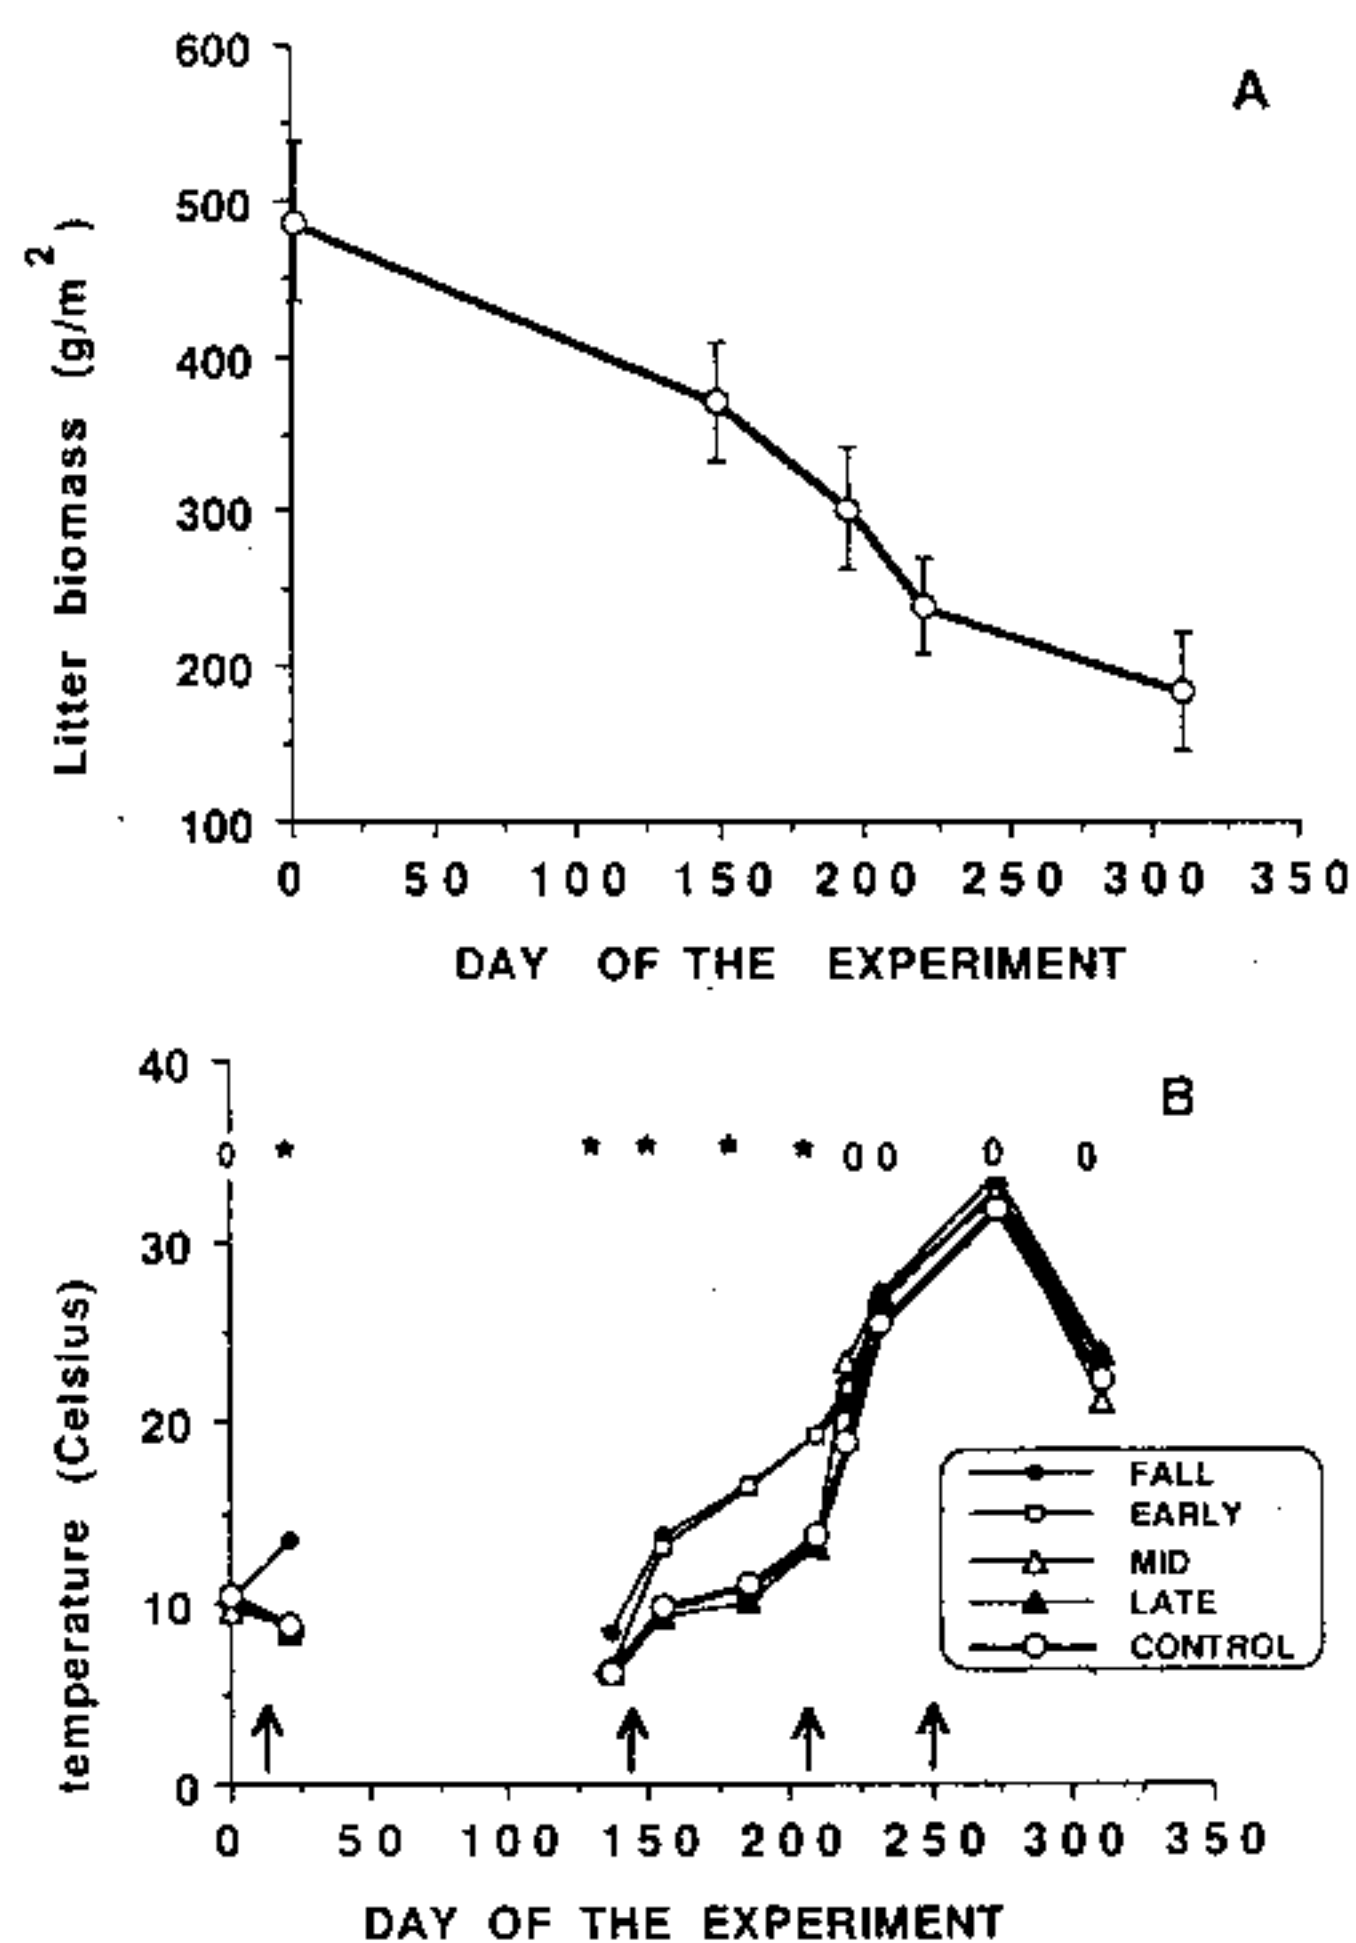 A
600
500
400
300
200
100
Litter biomass (g/m 2 )
0 50 100 150 200 250 300 350
DAY OF THE EXPERIMENT
B
40
30
20
10
0
0 * * * * * 0 0 0 0
temperature (Celsius)
FALL
EARLY
MID
LATE
CONTROL
0 50 100 150 200 250 300 350
DAY OF THE EXPERIMENT